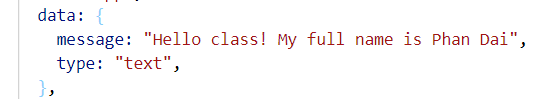 data: {
message: "Hello class! My full name is Phan Dai",
type: "text",
},